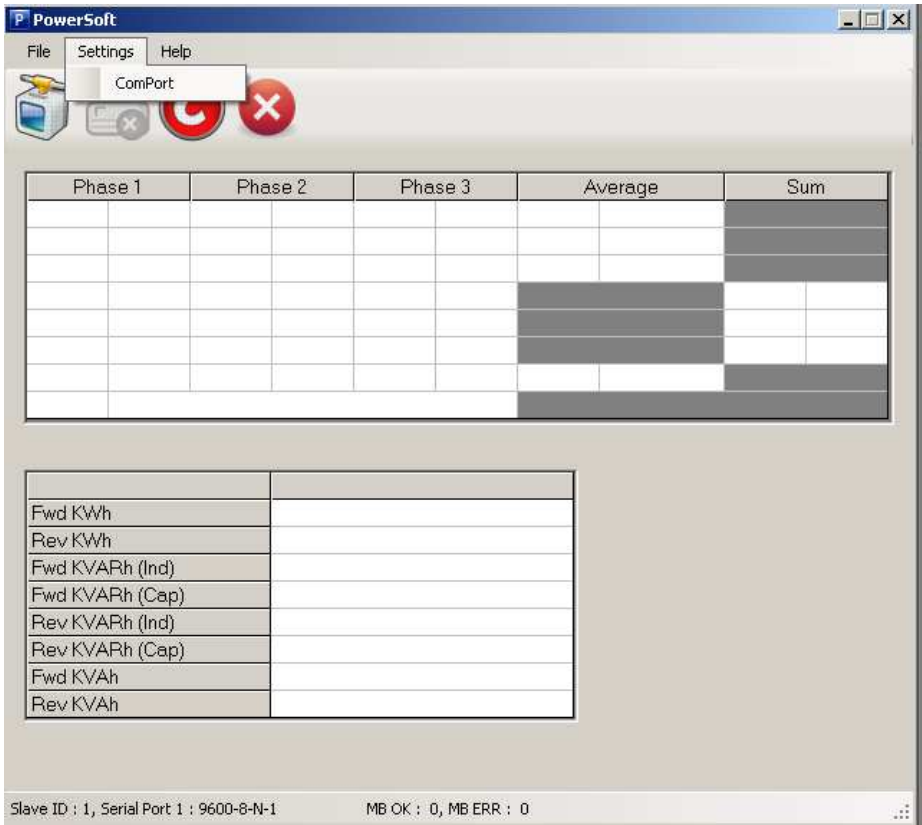 P PowerSoft
File Settings Help
ComPort
C
Phase 1 Phase 2 Phase 3 Average Sum
Fwd KWh
Rev KWh
Fwd KVARh (Ind)
Fwd KVARh (Cap)
Rev KVARh (Ind)
Rev KVARh (Cap)
Fwd KVAh
Rev KVAh
Slave ID : 1, Serial Port 1 : 9600-8-N-1 MB OK : 0, MB ERR : 0